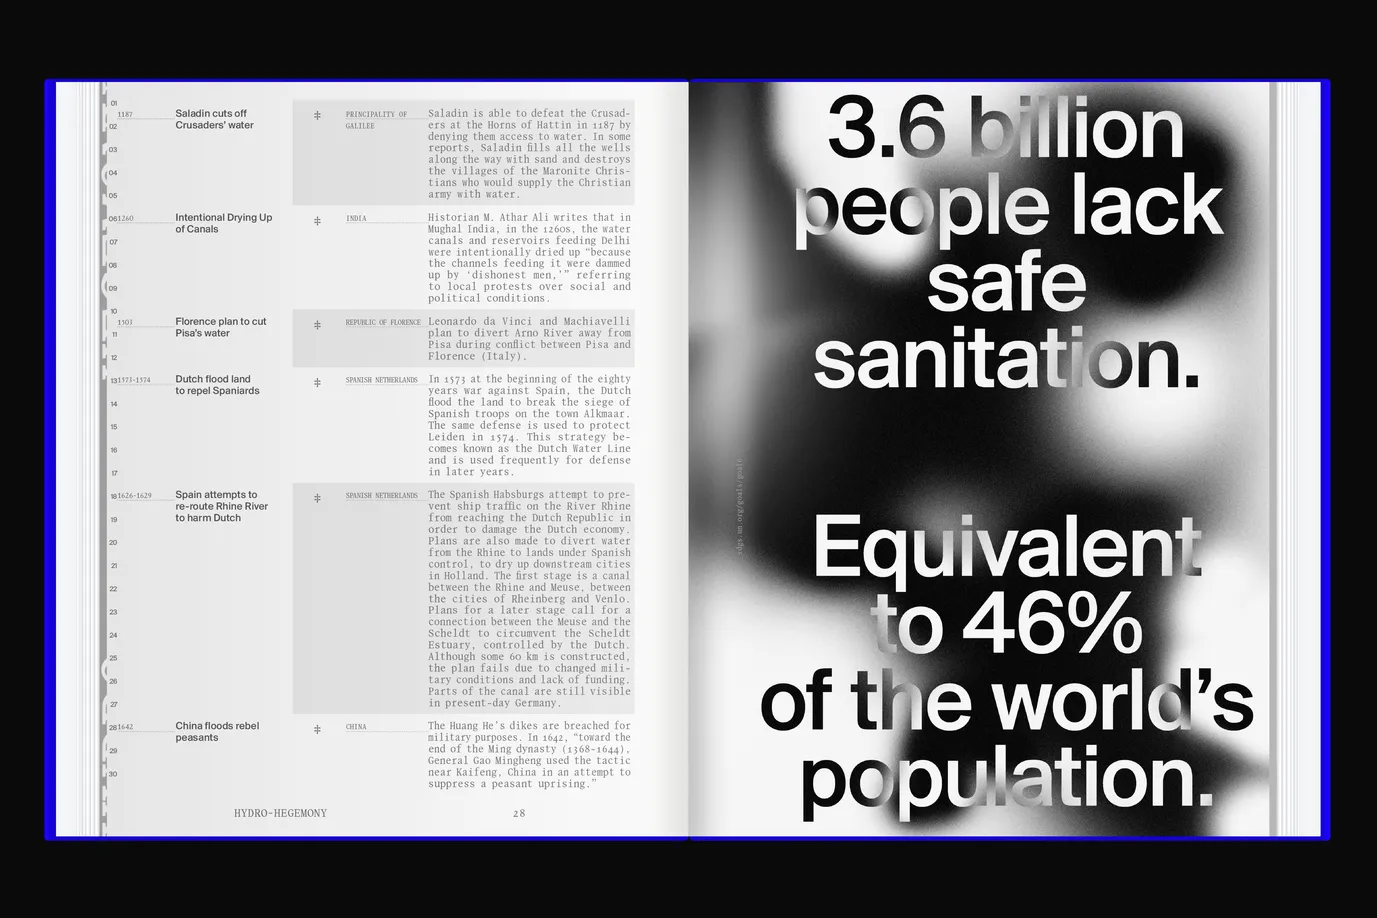 01
1187
Saladin cuts off
Crusaders' water
‡
PRINCIPALITY OF
GALILEE
Saladin is able to defeat the Crusad-
ers at the Horns of Hattin in 1187 by
denying them access to water. In some
reports, Saladin fills all the wells
along the way with sand and destroys
the villages of the Maronite Chris-
tians who would supply the Christian
army with water.
02
03
04
05
06
1260
Intentional Drying Up
of Canals
‡
INDIA
Historian M. Athar Ali writes that in
Mughal India, in the 1260s, the water
canals and reservoirs feeding Delhi
were intentionally dried up “because
the channels feeding it were dammed
up by ‘dishonest men,’” referring
to local protests over social and
political conditions.
07
08
09
10
1503
Florence plan to cut
Pisa's water
‡
REPUBLIC OF FLORENCE
Leonardo da Vinci and Machiavelli
plan to divert Arno River away from
Pisa during conflict between Pisa and
Florence (Italy).
11
12
13
1573-1574
Dutch flood land
to repel Spaniards
‡
SPANISH NETHERLANDS
In 1573 at the beginning of the eighty
years war against Spain, the Dutch
flood the land to break the siege of
Spanish troops on the town Alkmaar.
The same defense is used to protect
Leiden in 1574. This strategy be-
comes known as the Dutch Water Line
and is used frequently for defense
in later years.
14
15
16
17
18
1626-1629
Spain attempts to
re-route Rhine River
to harm Dutch
‡
SPANISH NETHERLANDS
The Spanish Habsburgs attempt to pre-
vent ship traffic on the River Rhine
from reaching the Dutch Republic in
order to damage the Dutch economy.
Plans are also made to divert water
from the Rhine to lands under Spanish
control, to dry up downstream cities
in Holland. The first stage is a canal
between the Rhine and Meuse, between
the cities of Rheinberg and Venlo.
Plans for a later stage call for a
connection between the Meuse and the
Scheldt to circumvent the Scheldt
Estuary, controlled by the Dutch.
Although some 60 km is constructed,
the plan fails due to changed mili-
tary conditions and lack of funding.
Parts of the canal are still visible
in present-day Germany.
19
20
21
22
23
24
25
26
27
28
1642
China floods rebel
peasants
‡
CHINA
The Huang He's dikes are breached for
military purposes. In 1642, “toward the
end of the Ming dynasty (1368-1644),
General Gao Mingheng used the tactic
near Kaifeng, China in an attempt to
suppress a peasant uprising.”
29
30
HYDRO-HEGEMONY
28
3.6 billion
people lack
safe
sanitation.
sdgs.un.org/goals/goal6
Equivalent
to 46%
of the world’s
population.